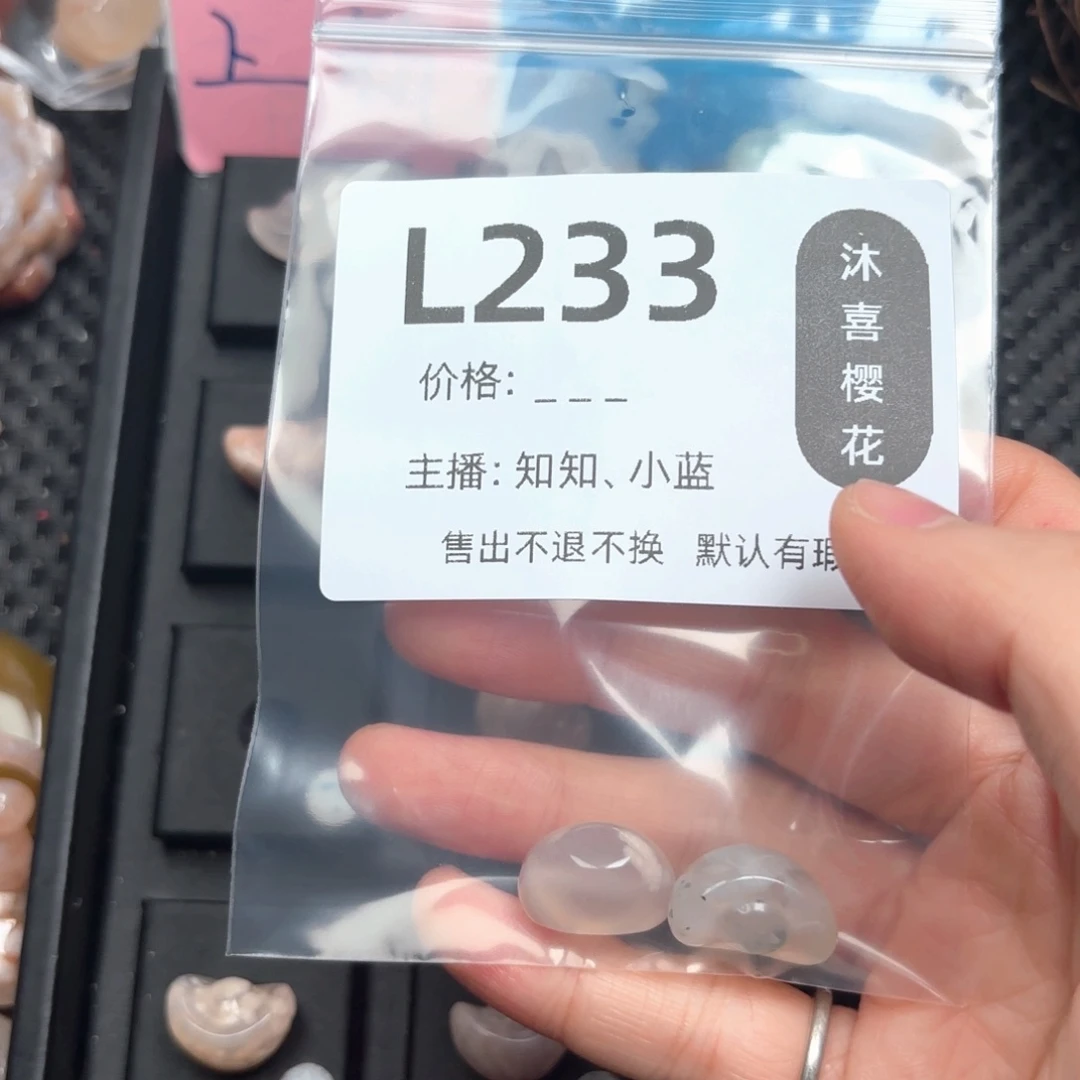 上
L233
沐喜樱花
价格: _ _ _
主播: 知知、小蓝
售出不退不换 默认有瑕